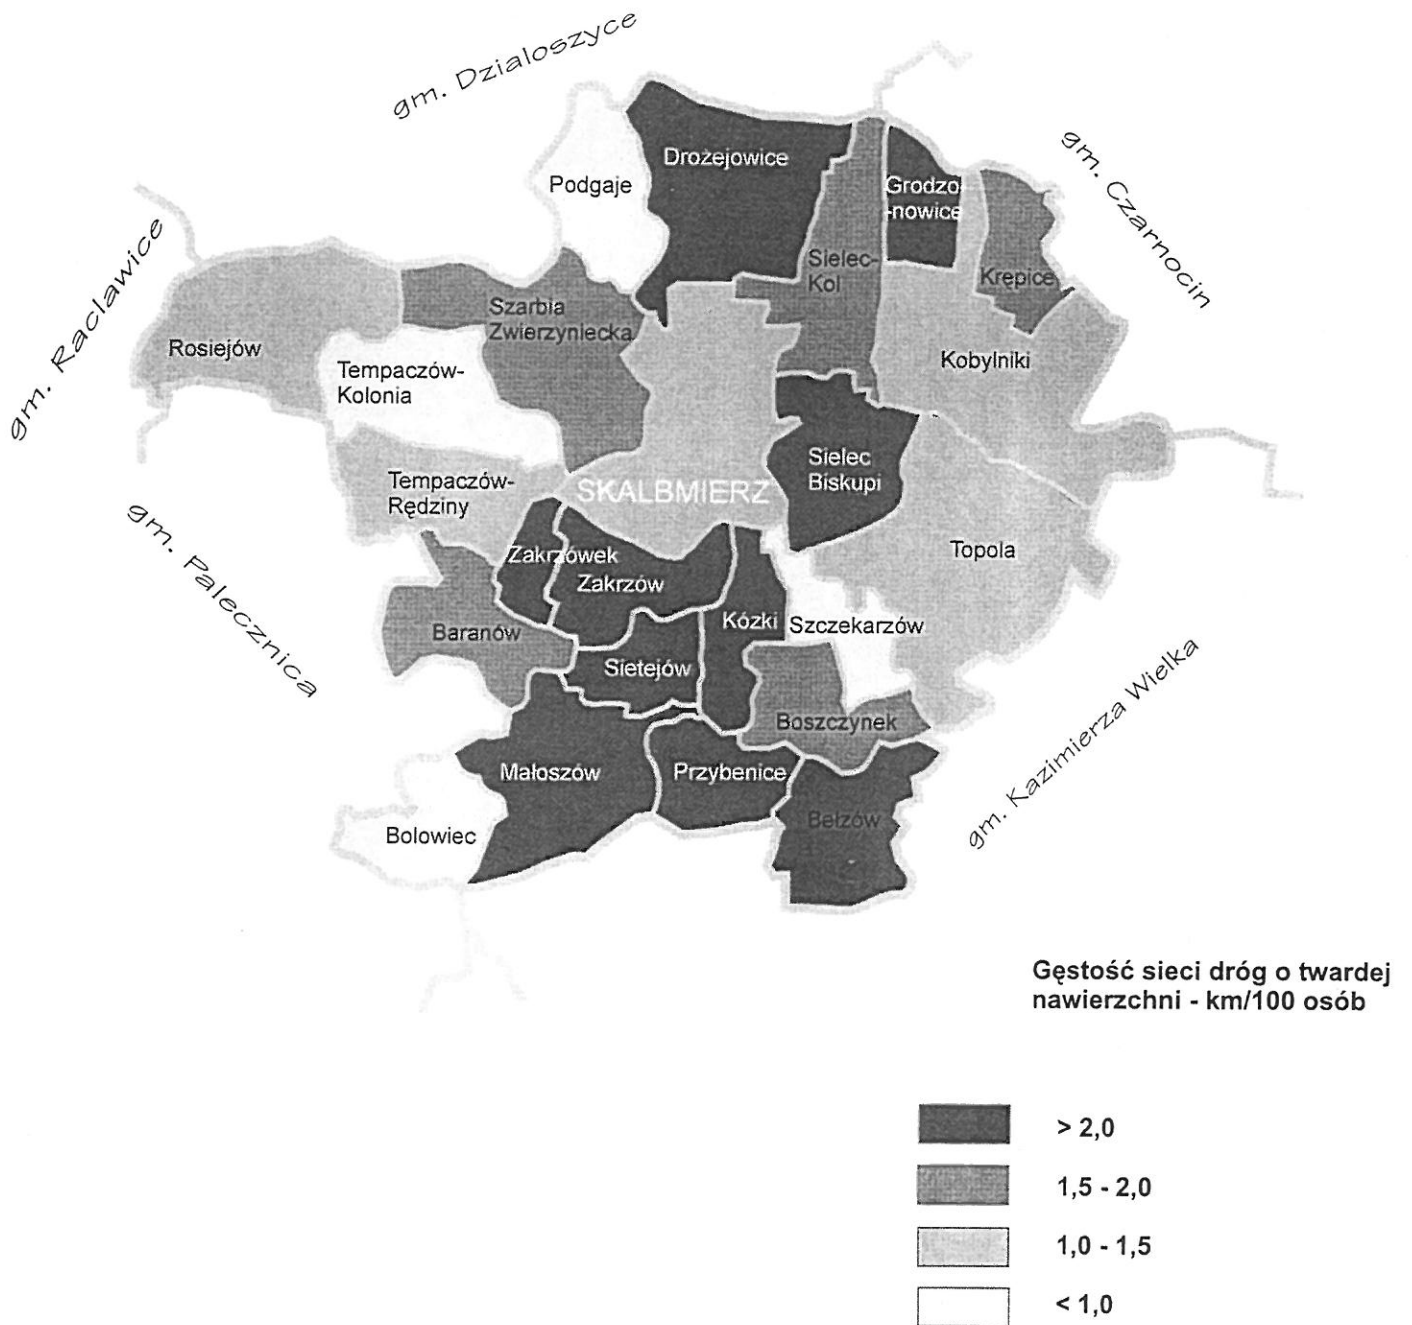 gm. Dzialoszyce
gm. Czarnocin
Drożejowice
Podgaje
Grodzo-
-nowice
Sielec-
Kol
Krępice
gm. Raclawice
Szarbia
Zwierzyniecka
Rosiejów
Tempaczów-
Kolonia
Kobylniki
Sielec
Biskupi
Tempaczów-
Rędziny
SKALBMIERZ
gm. Palecznica
Zakrzówek
Zakrzów
Topola
Kózki
Szczekarzów
Baranów
Sietejów
gm. Kazimierza Wielka
Boszczynek
Małoszów
Przybenice
Bełzów
Bolowiec
Gęstość sieci dróg o twardej
nawierzchni - km/100 osób
> 2,0
1,5 - 2,0
1,0 - 1,5
< 1,0